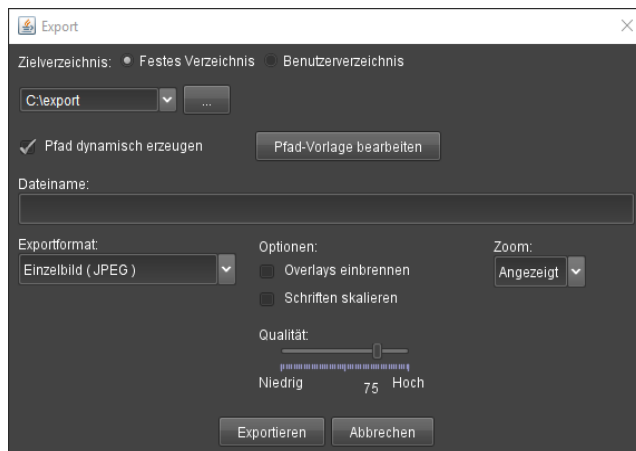 Export
Zielverzeichnis: Festes Verzeichnis Benutzerverzeichnis
C:\export ...
Pfad dynamisch erzeugen Pfad-Vorlage bearbeiten
Dateiname:
Exportformat: Optionen: Zoom:
Einzelbild ( JPEG ) Overlays einbrennen Angezeigt
Schriften skalieren
Qualität:
Niedrig 75 Hoch
Exportieren Abbrechen